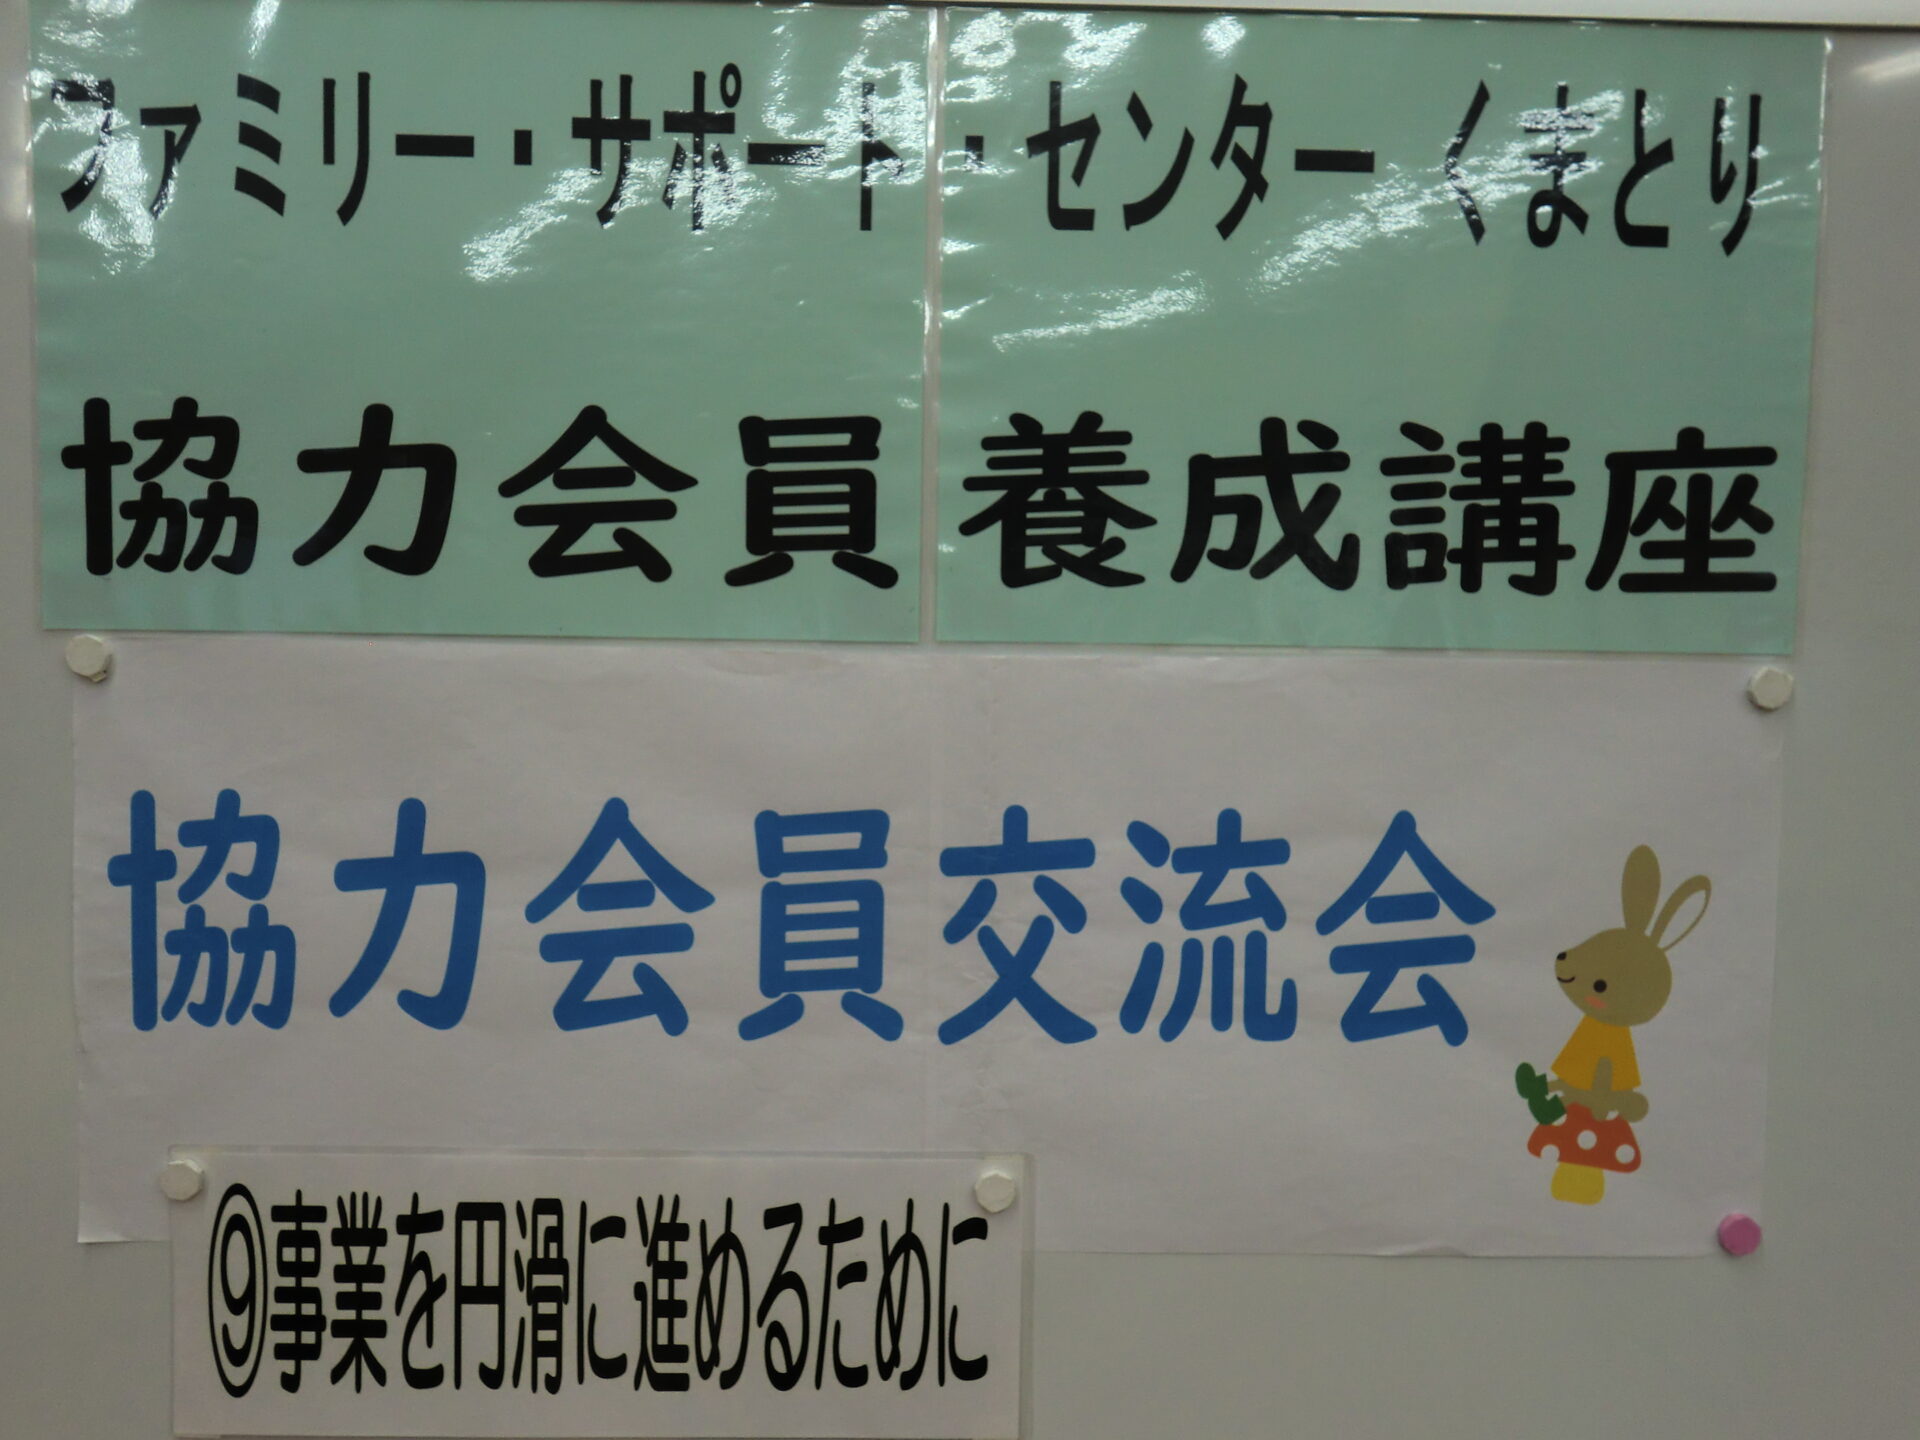 ファミリー・サポート・センター くまとり
協力会員養成講座
協力会員交流会
⑨事業を円滑に進めるために